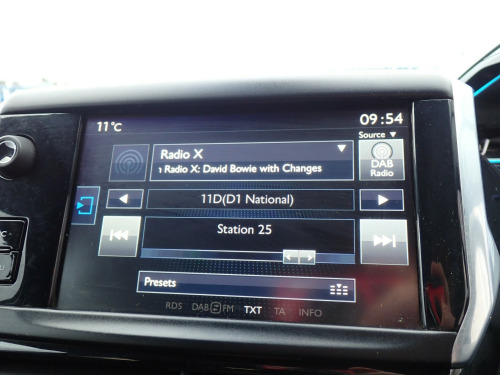 11°C
09:54
Source
Radio X
1 Radio X: David Bowie with Changes
DAB
Radio
11D(D1 National)
Station 25
Presets
RDS DAB FM TXT TA INFO